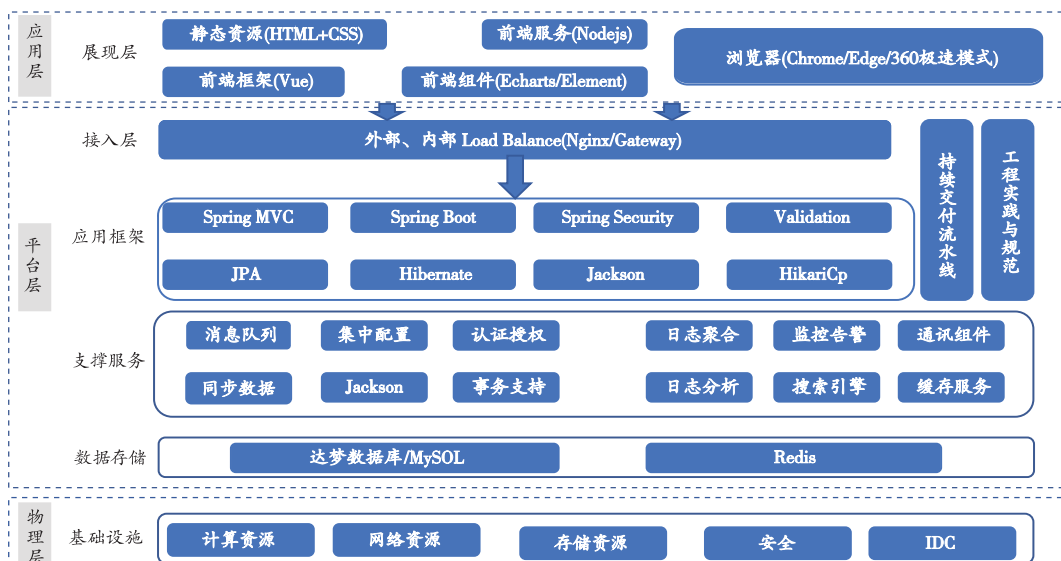 应用层
展现层
静态资源(HTML+CSS)
前端服务(Nodejs)
浏览器(Chrome/Edge/360极速模式)
前端框架(Vue)
前端组件(Echarts/Element)
平台层
接入层
外部、内部 Load Balance(Nginx/Gateway)
持续交付流水线
工程实践与规范
应用框架
Spring MVC
Spring Boot
Spring Security
Validation
JPA
Hibernate
Jackson
HikariCp
支撑服务
消息队列
集中配置
认证授权
日志聚合
监控告警
通讯组件
同步数据
Jackson
事务支持
日志分析
搜索引擎
缓存服务
数据存储
达梦数据库/MySOL
Redis
物理层
基础设施
计算资源
网络资源
存储资源
安全
IDC